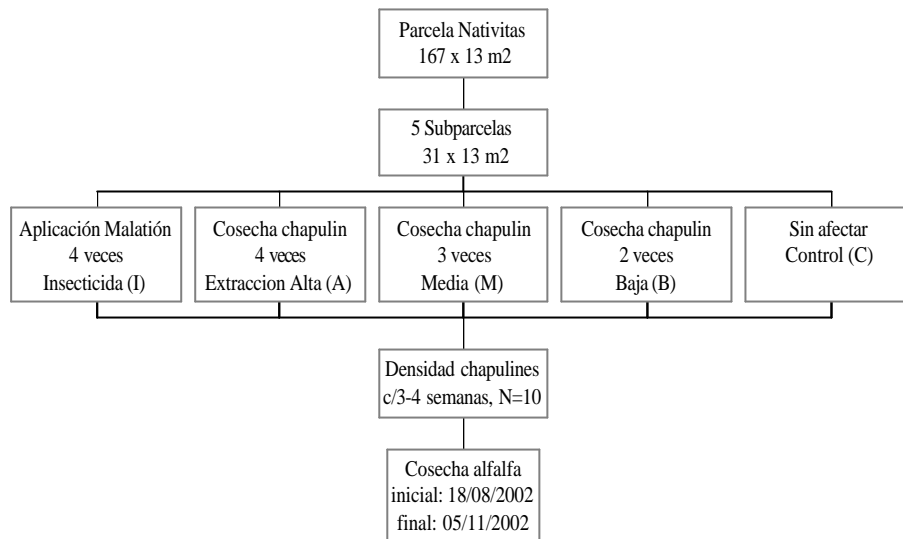 Parcela Nativitas
167 x 13 m2
5 Subparcelas
31 x 13 m2
Aplicación Malatión
4 veces
Insecticida (I)
Cosecha chapulin
4 veces
Extraccion Alta (A)
Cosecha chapulin
3 veces
Media (M)
Cosecha chapulin
2 veces
Baja (B)
Sin afectar
Control (C)
Densidad chapulines
c/3-4 semanas, N=10
Cosecha alfalfa
inicial: 18/08/2002
final: 05/11/2002